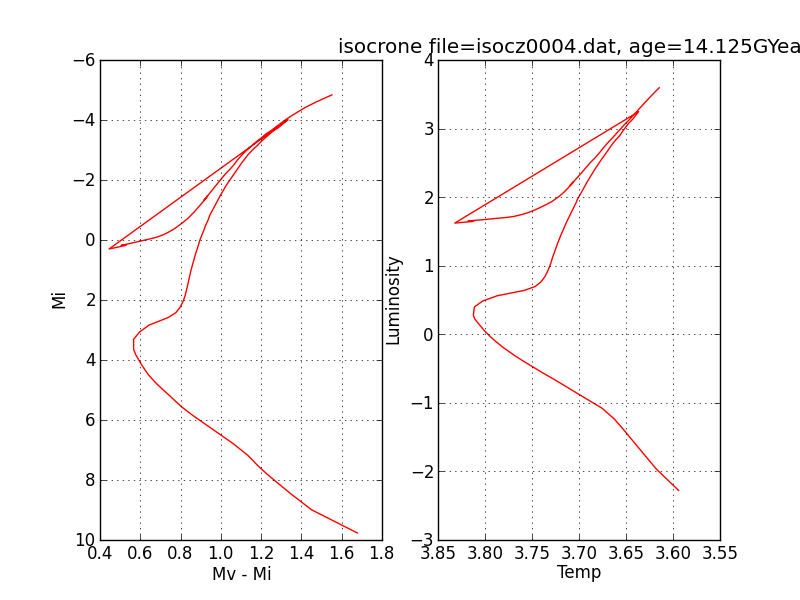 isocrone file=isocz0004.dat, age=14.125GYea
−6
−4
−2
0
2
4
6
8
10
Mi
0.4 0.6 0.8 1.0 1.2 1.4 1.6 1.8
Mv - Mi
4
3
2
1
0
−1
−2
−3
Luminosity
3.85 3.80 3.75 3.70 3.65 3.60 3.55
Temp